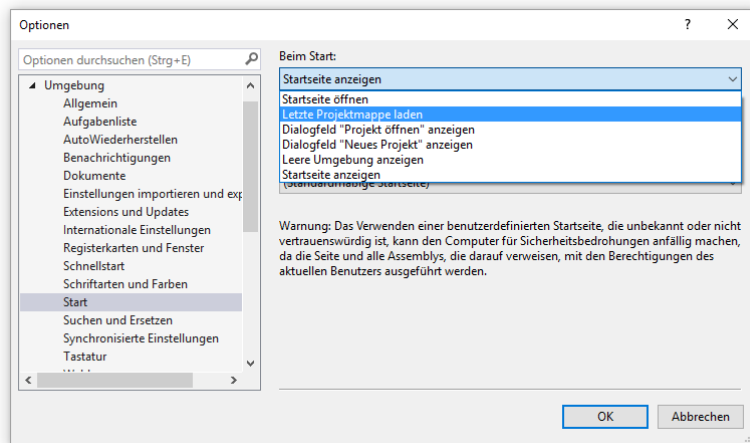 Optionen
Optionen durchsuchen (Strg+E)
Umgebung
Allgemein
Aufgabenliste
AutoWiederherstellen
Benachrichtigungen
Dokumente
Einstellungen importieren und exp
Extensions und Updates
Internationale Einstellungen
Registerkarten und Fenster
Schnellstart
Schriftarten und Farben
Start
Suchen und Ersetzen
Synchronisierte Einstellungen
Tastatur
Beim Start:
Startseite anzeigen
Startseite öffnen
Letzte Projektmappe laden
Dialogfeld "Projekt öffnen" anzeigen
Dialogfeld "Neues Projekt" anzeigen
Leere Umgebung anzeigen
Startseite anzeigen
(Standardmäßige Startseite)
Warnung: Das Verwenden einer benutzerdefinierten Startseite, die unbekannt oder nicht
vertrauenswürdig ist, kann den Computer für Sicherheitsbedrohungen anfällig machen,
da die Seite und alle Assemblys, die darauf verweisen, mit den Berechtigungen des
aktuellen Benutzers ausgeführt werden.
OK
Abbrechen